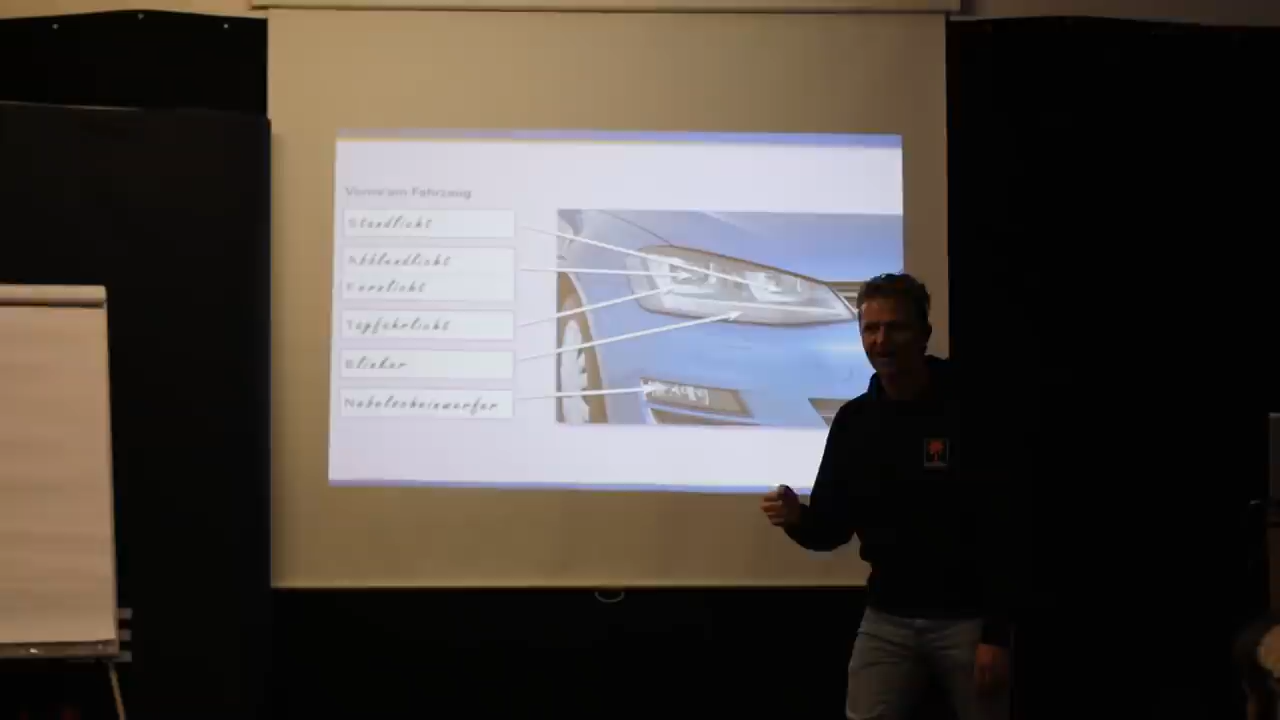 Vorne am Fahrzeug
Standlicht
Abblendlicht
Fernlicht
Tagfahrlicht
Blinker
Nebelscheinwerfer